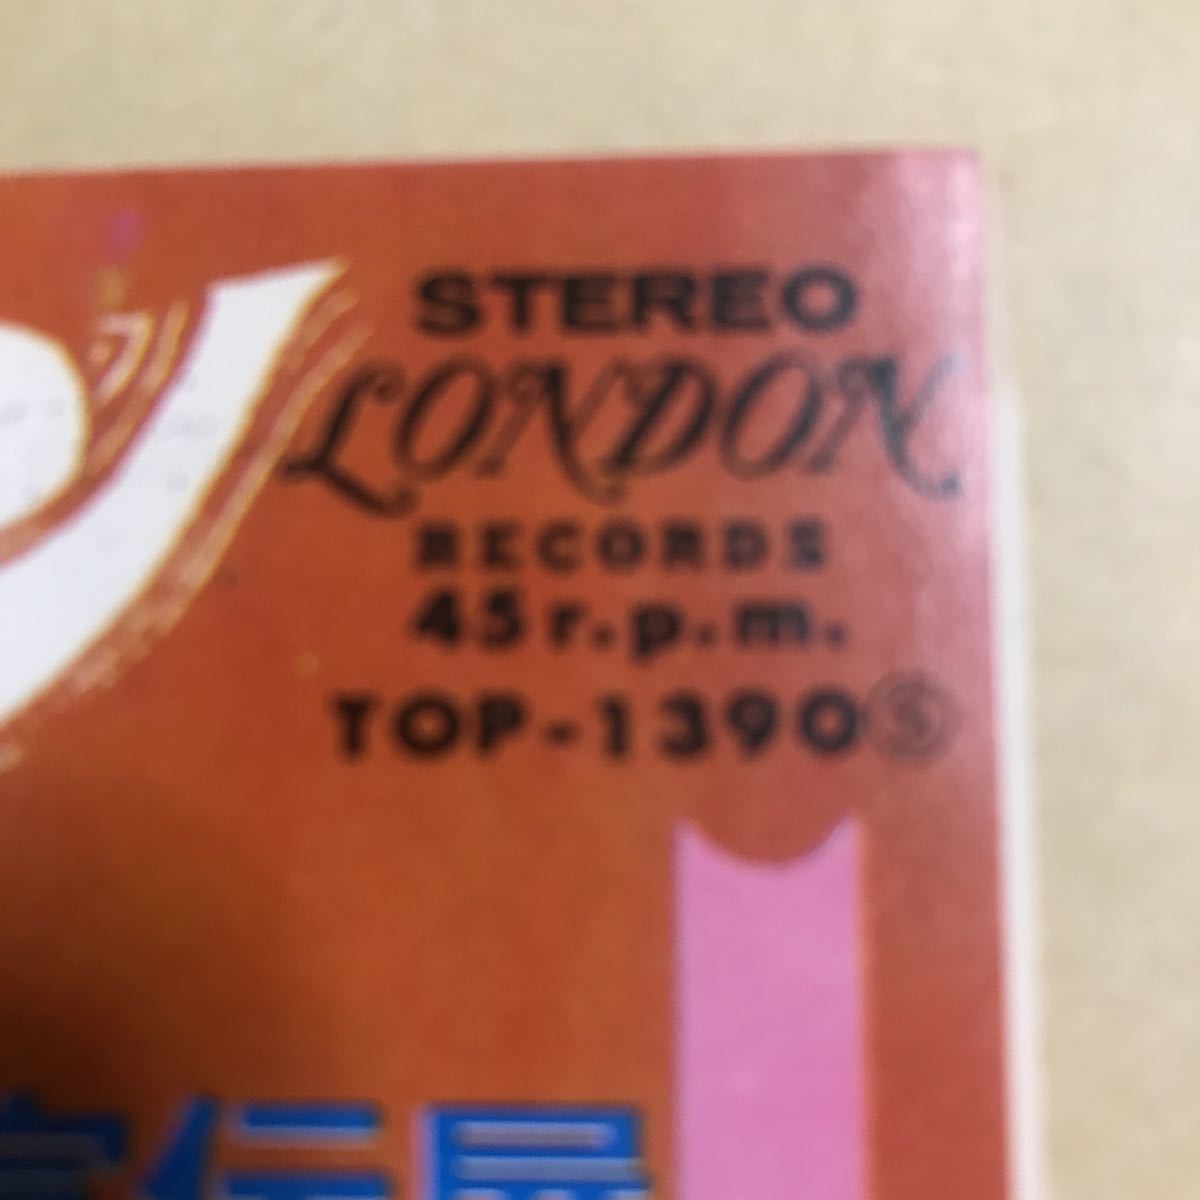 STEREO
LONDON
RECORDS
45 r.p.m.
TOP-1390Ⓢ